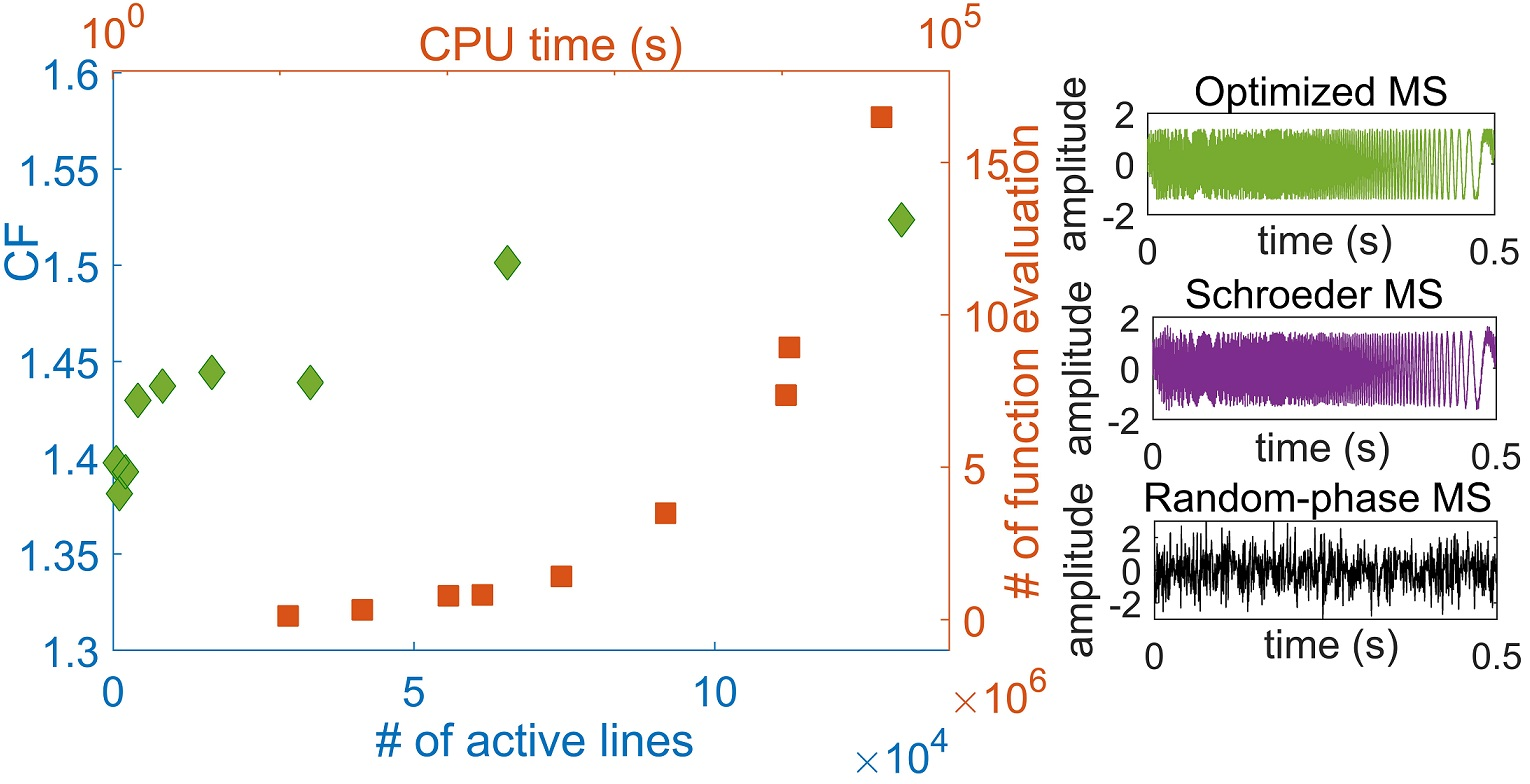 10^0
10^5
CPU time (s)
1.6
1.55
1.5
1.45
1.4
1.35
1.3
CF
0
5
10
# of active lines
×10^4
15
10
5
0
# of function evaluation
×10^6
Optimized MS
amplitude
2
0
-2
0
0.5
time (s)
Schroeder MS
amplitude
2
0
-2
0
0.5
time (s)
Random-phase MS
amplitude
2
0
-2
0
0.5
time (s)